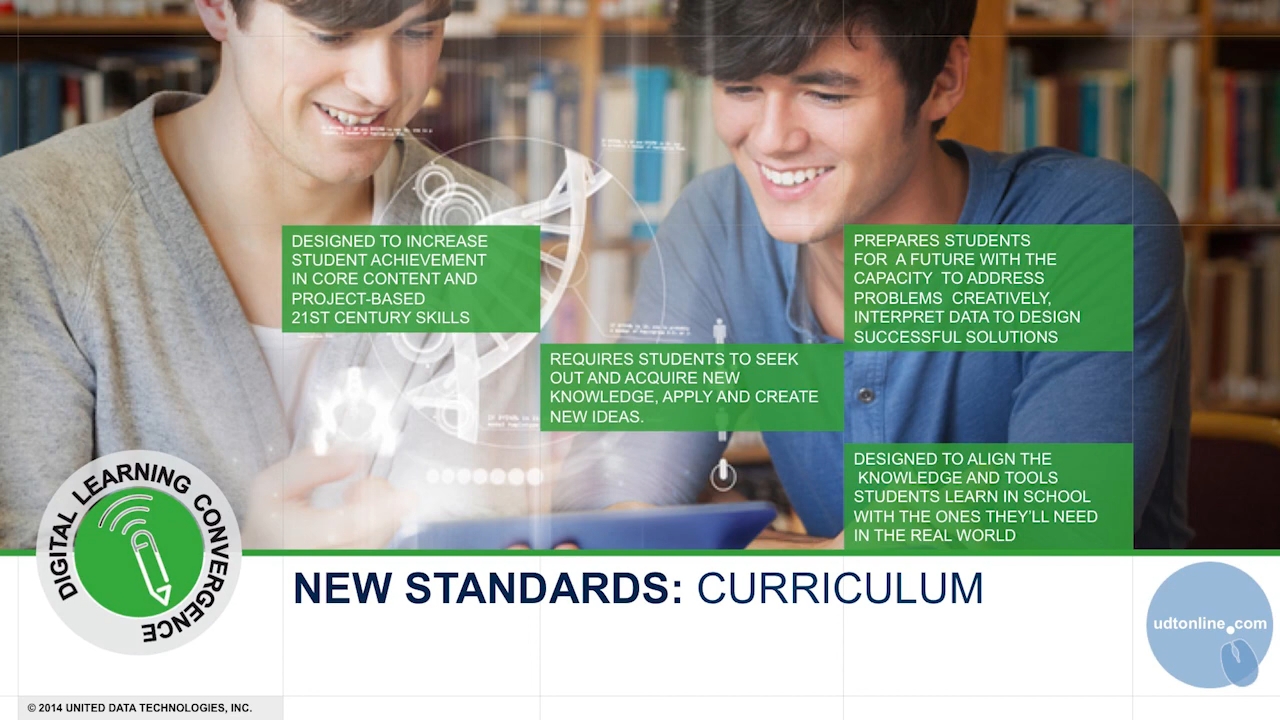 DESIGNED TO INCREASE
STUDENT ACHIEVEMENT
IN CORE CONTENT AND
PROJECT-BASED
21ST CENTURY SKILLS
PREPARES STUDENTS
FOR A FUTURE WITH THE
CAPACITY TO ADDRESS
PROBLEMS CREATIVELY,
INTERPRET DATA TO DESIGN
SUCCESSFUL SOLUTIONS
REQUIRES STUDENTS TO SEEK
OUT AND ACQUIRE NEW
KNOWLEDGE, APPLY AND CREATE
NEW IDEAS.
DESIGNED TO ALIGN THE
KNOWLEDGE AND TOOLS
STUDENTS LEARN IN SCHOOL
WITH THE ONES THEY'LL NEED
IN THE REAL WORLD
DIGITAL LEARNING CONVERGENCE
NEW STANDARDS: CURRICULUM
udtonline.com
© 2014 UNITED DATA TECHNOLOGIES, INC.